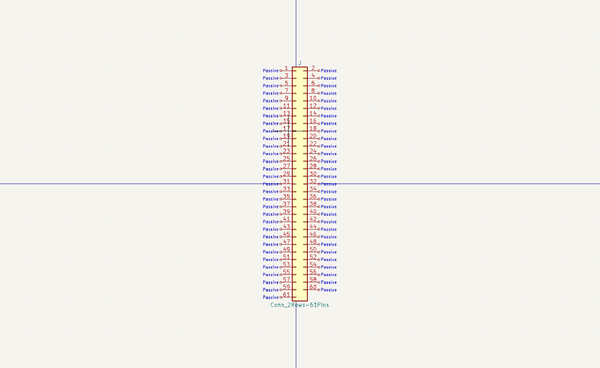 J
Passive 1 2 Passive
Passive 3 4 Passive
Passive 5 6 Passive
Passive 7 8 Passive
Passive 9 10 Passive
Passive 11 12 Passive
Passive 13 14 Passive
Passive 15 16 Passive
Passive 17 18 Passive
Passive 19 20 Passive
Passive 21 22 Passive
Passive 23 24 Passive
Passive 25 26 Passive
Passive 27 28 Passive
Passive 29 30 Passive
Passive 31 32 Passive
Passive 33 34 Passive
Passive 35 36 Passive
Passive 37 38 Passive
Passive 39 40 Passive
Passive 41 42 Passive
Passive 43 44 Passive
Passive 45 46 Passive
Passive 47 48 Passive
Passive 49 50 Passive
Passive 51 52 Passive
Passive 53 54 Passive
Passive 55 56 Passive
Passive 57 58 Passive
Passive 59 60 Passive
Passive 61
Conn_2Rows-61Pins